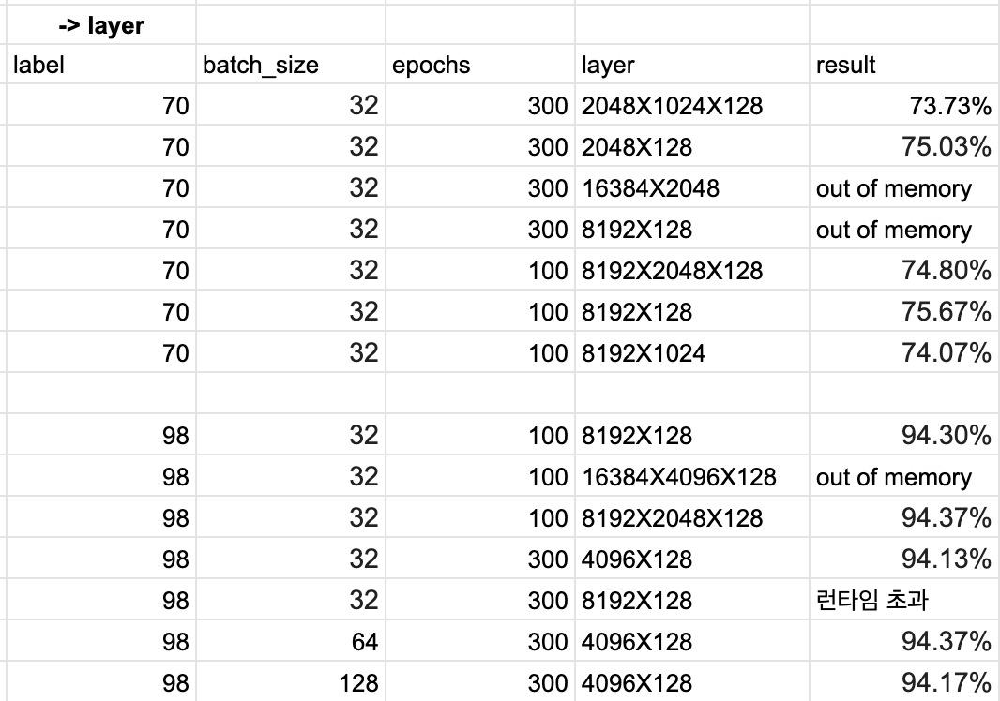 -> layer
label batch_size epochs layer result
70 32 300 2048X1024X128 73.73%
70 32 300 2048X128 75.03%
70 32 300 16384X2048 out of memory
70 32 300 8192X128 out of memory
70 32 100 8192X2048X128 74.80%
70 32 100 8192X128 75.67%
70 32 100 8192X1024 74.07%
98 32 100 8192X128 94.30%
98 32 100 16384X4096X128 out of memory
98 32 100 8192X2048X128 94.37%
98 32 300 4096X128 94.13%
98 32 300 8192X128 런타임 초과
98 64 300 4096X128 94.37%
98 128 300 4096X128 94.17%